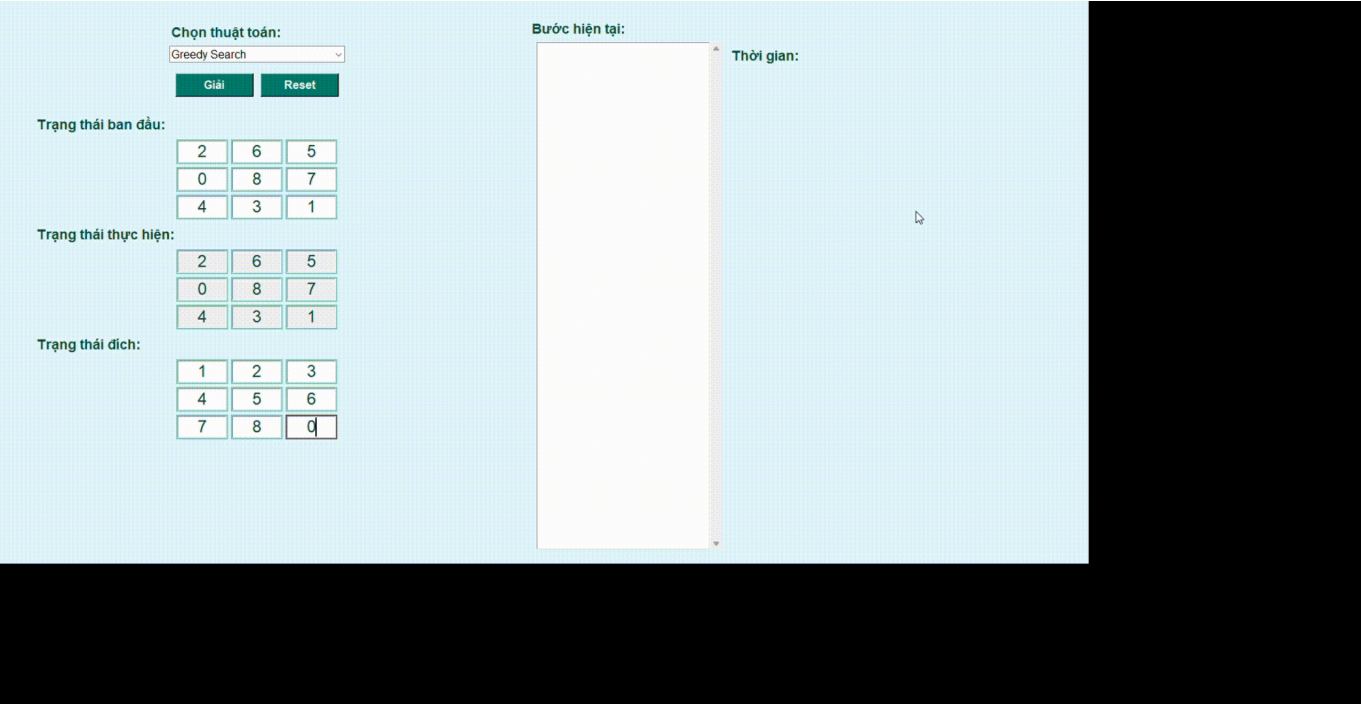 Chọn thuật toán:
Greedy Search
Giải Reset
Trạng thái ban đầu:
2 6 5
0 8 7
4 3 1
Trạng thái thực hiện:
2 6 5
0 8 7
4 3 1
Trạng thái đích:
1 2 3
4 5 6
7 8 0
Bước hiện tại:
Thời gian: